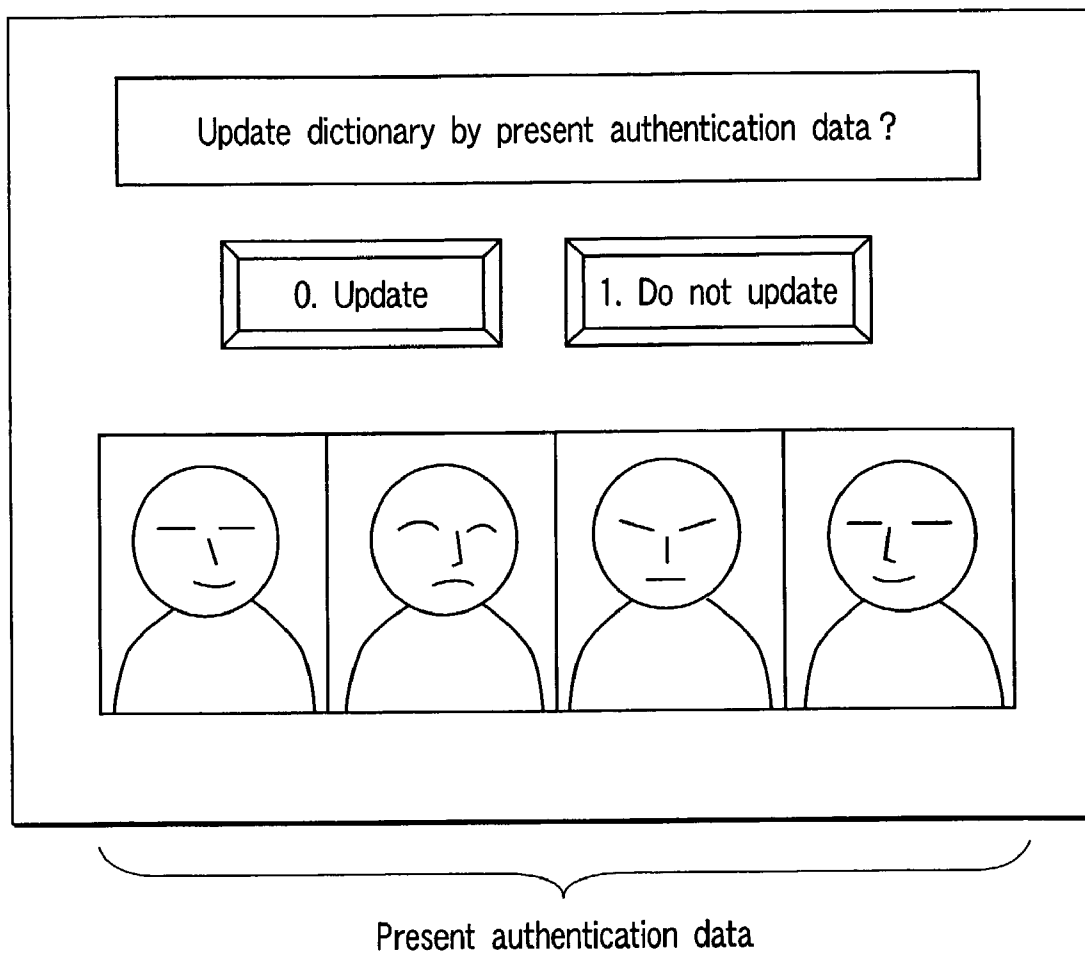 Update dictionary by present authentication data ?
0. Update
1. Do not update
Present authentication data